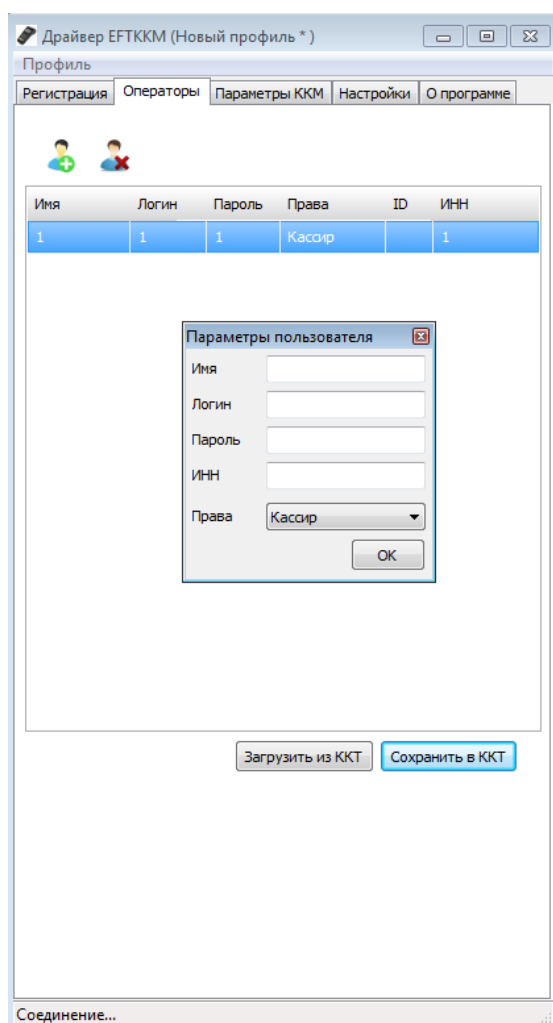 Драйвер EFTKKM (Новый профиль * )
Профиль
Регистрация Операторы Параметры ККМ Настройки О программе
Имя Логин Пароль Права ID ИНН
1 1 1 Кассир 1
Параметры пользователя
Имя
Логин
Пароль
ИНН
Права Кассир
OK
Загрузить из ККТ Сохранить в ККТ
Соединение...